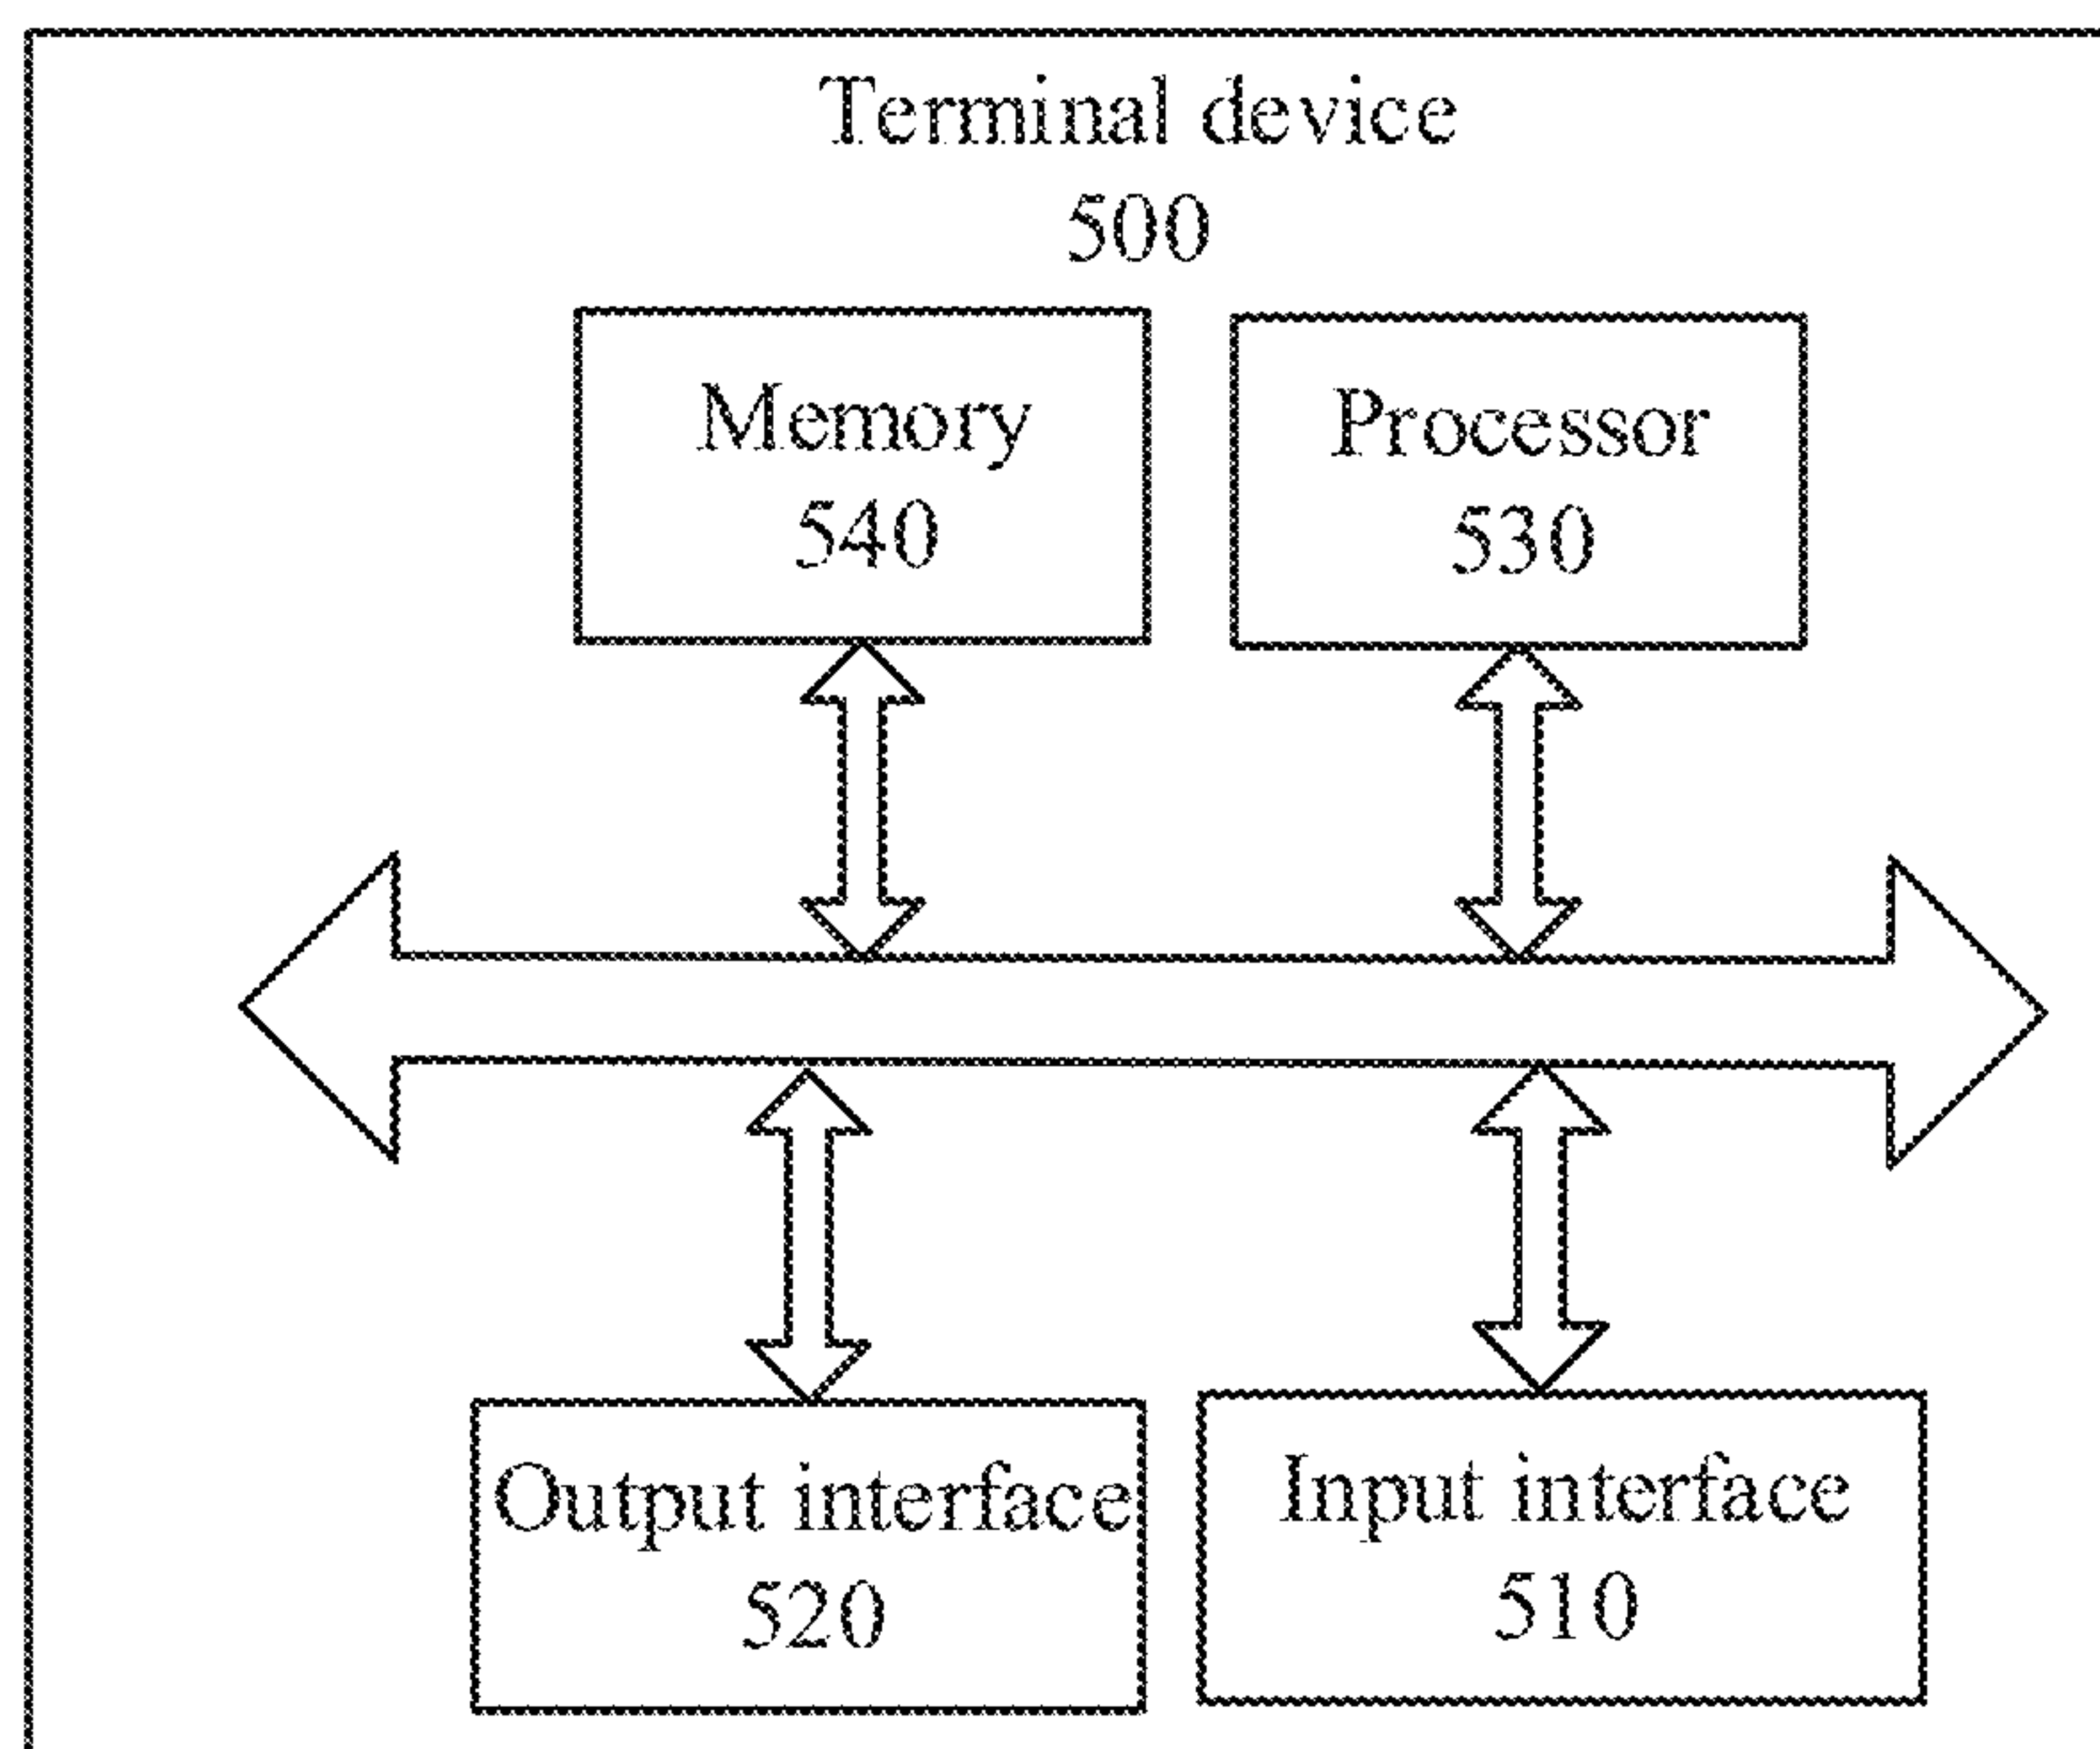 Terminal device
500
Memory
540
Processor
530
Output interface
520
Input interface
510